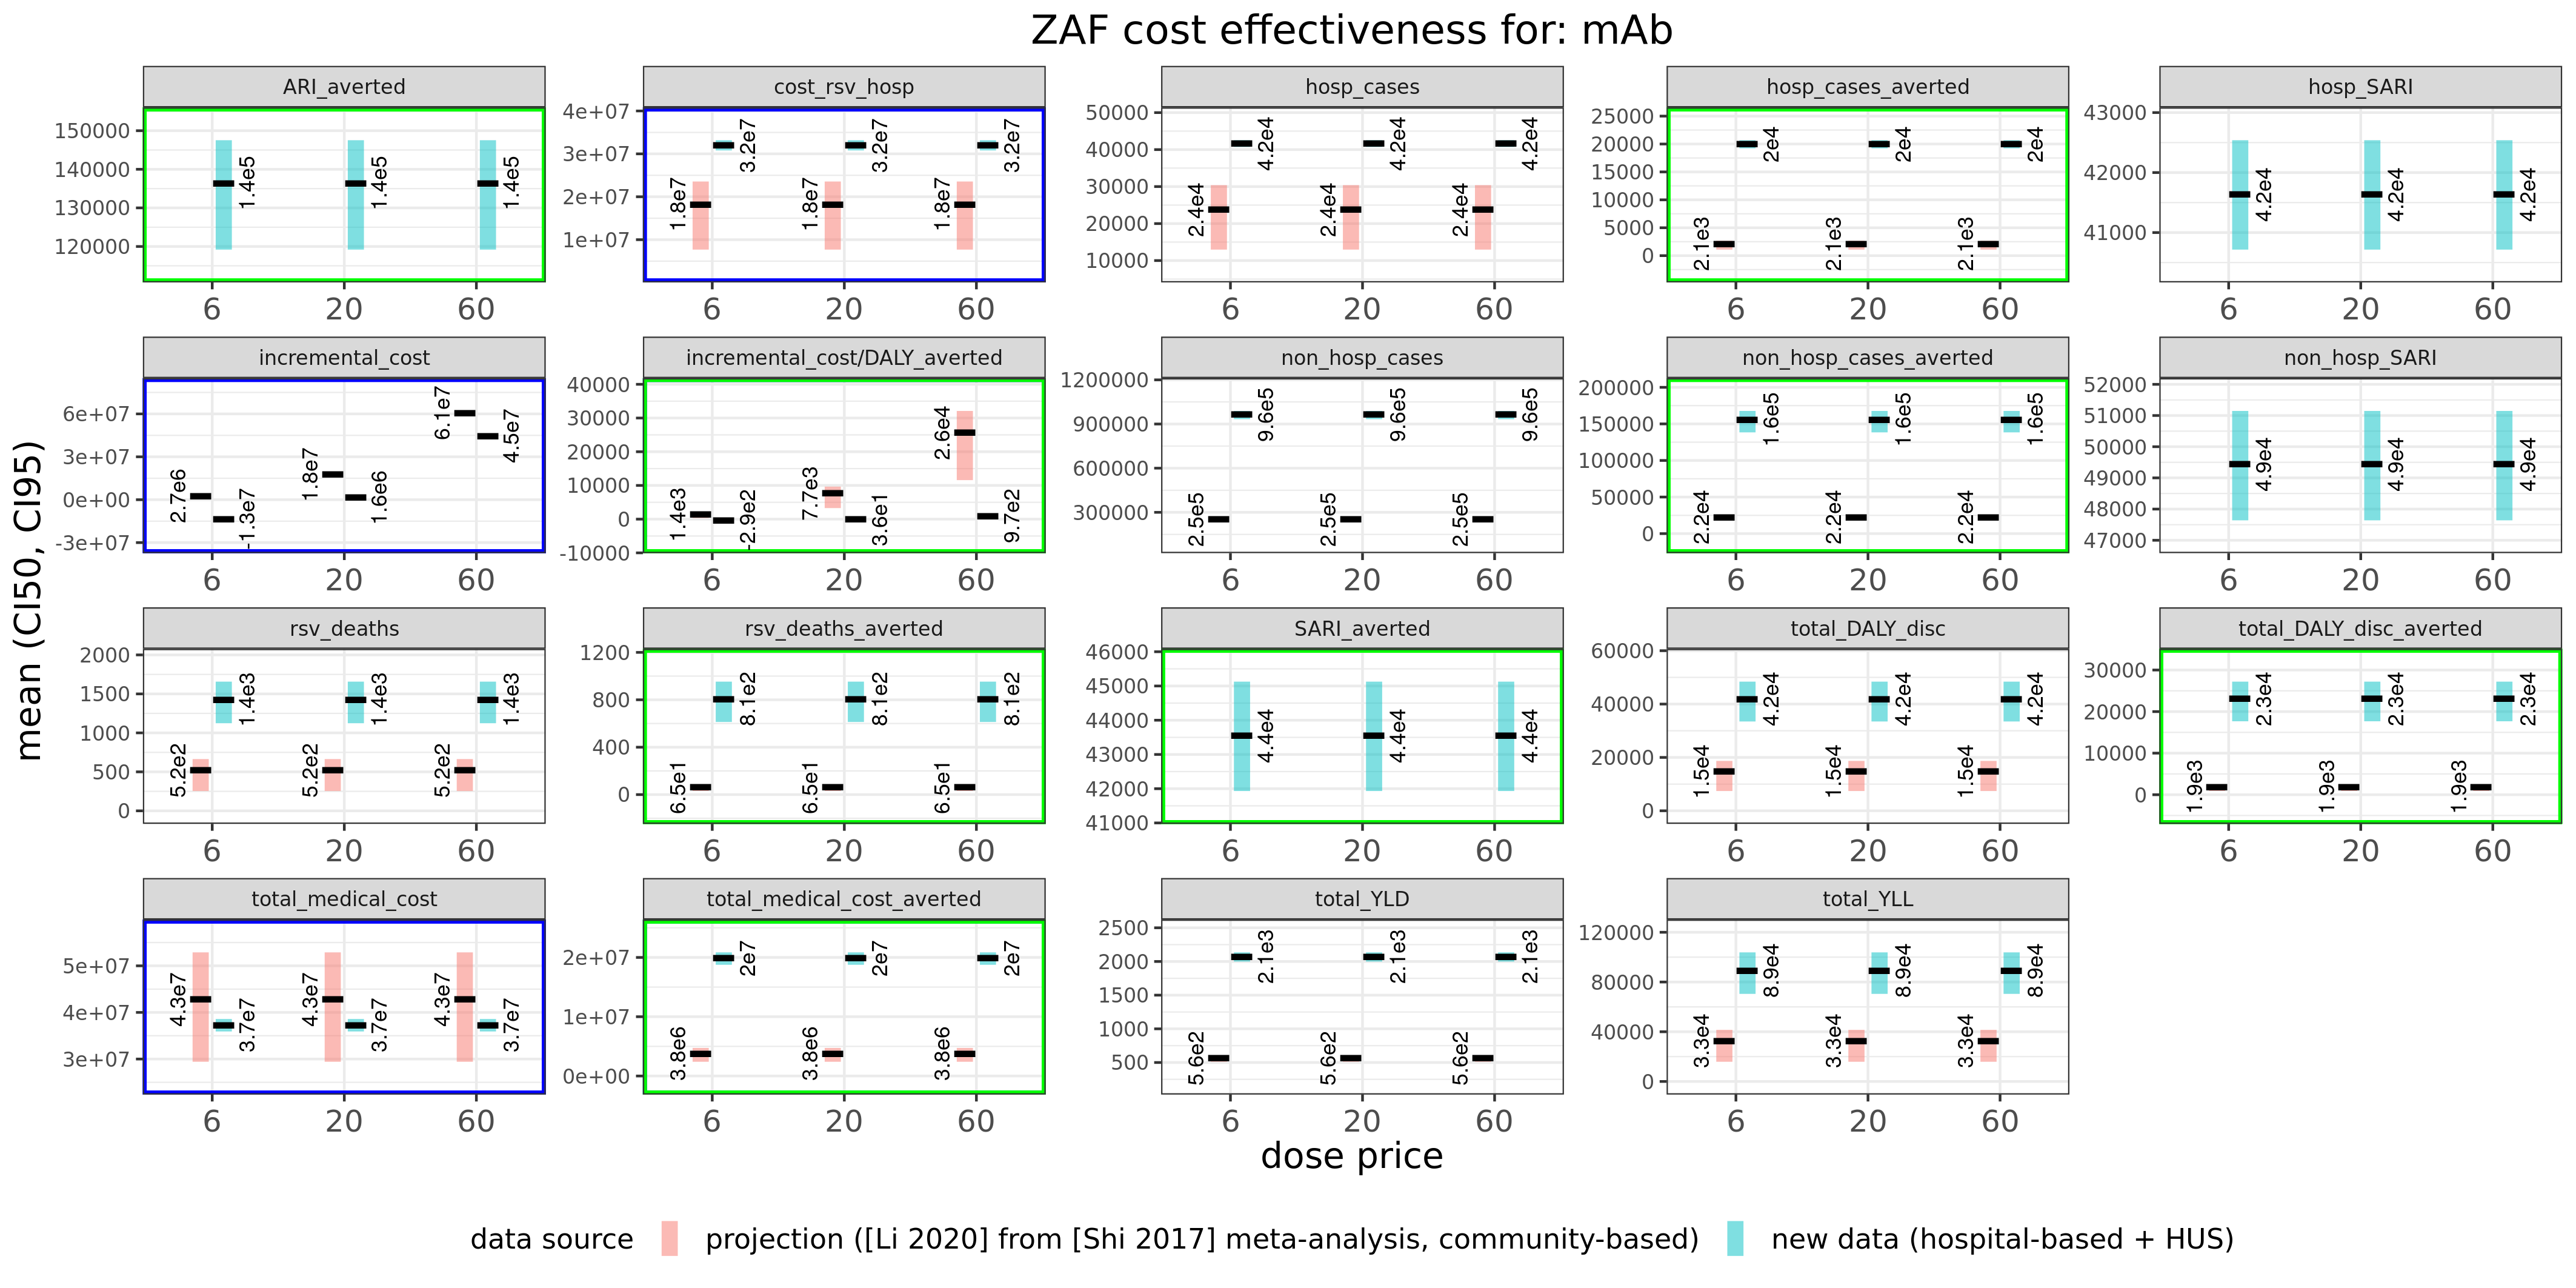 ZAF cost effectiveness for: mAb
mean (CI50, CI95)
ARI_averted
150000
140000
130000
120000
1.4e5 1.4e5 1.4e5
6 20 60
cost_rsv_hosp
4e+07
3e+07
2e+07
1e+07
3.2e7 3.2e7 3.2e7
1.8e7 1.8e7 1.8e7
6 20 60
hosp_cases
50000
40000
30000
20000
10000
4.2e4 4.2e4 4.2e4
2.4e4 2.4e4 2.4e4
6 20 60
hosp_cases_averted
25000
20000
15000
10000
5000
0
2e4 2e4 2e4
2.1e3 2.1e3 2.1e3
6 20 60
hosp_SARI
43000
42000
41000
4.2e4 4.2e4 4.2e4
6 20 60
incremental_cost
6e+07
3e+07
0e+00
-3e+07
2.7e6 -1.3e7 1.8e7 1.6e6 6.1e7 4.5e7
6 20 60
incremental_cost/DALY_averted
40000
30000
20000
10000
0
-10000
1.4e3 -2.9e2 7.7e3 3.6e1 2.6e4 9.7e2
6 20 60
non_hosp_cases
1200000
900000
600000
300000
9.6e5 9.6e5 9.6e5
2.5e5 2.5e5 2.5e5
6 20 60
non_hosp_cases_averted
200000
150000
100000
50000
0
1.6e5 1.6e5 1.6e5
2.2e4 2.2e4 2.2e4
6 20 60
non_hosp_SARI
52000
51000
50000
49000
48000
47000
4.9e4 4.9e4 4.9e4
6 20 60
rsv_deaths
2000
1500
1000
500
0
1.4e3 1.4e3 1.4e3
5.2e2 5.2e2 5.2e2
6 20 60
rsv_deaths_averted
1200
800
400
0
8.1e2 8.1e2 8.1e2
6.5e1 6.5e1 6.5e1
6 20 60
SARI_averted
46000
45000
44000
43000
42000
41000
4.4e4 4.4e4 4.4e4
6 20 60
total_DALY_disc
60000
40000
20000
0
4.2e4 4.2e4 4.2e4
1.5e4 1.5e4 1.5e4
6 20 60
total_DALY_disc_averted
30000
20000
10000
0
2.3e4 2.3e4 2.3e4
1.9e3 1.9e3 1.9e3
6 20 60
total_medical_cost
5e+07
4e+07
3e+07
4.3e7 3.7e7 4.3e7 3.7e7 4.3e7 3.7e7
6 20 60
total_medical_cost_averted
2e+07
1e+07
0e+00
2e7 2e7 2e7
3.8e6 3.8e6 3.8e6
6 20 60
total_YLD
2500
2000
1500
1000
500
2.1e3 2.1e3 2.1e3
5.6e2 5.6e2 5.6e2
6 20 60
total_YLL
120000
80000
40000
0
8.9e4 8.9e4 8.9e4
3.3e4 3.3e4 3.3e4
6 20 60
dose price
data source projection ([Li 2020] from [Shi 2017] meta-analysis, community-based) new data (hospital-based + HUS)